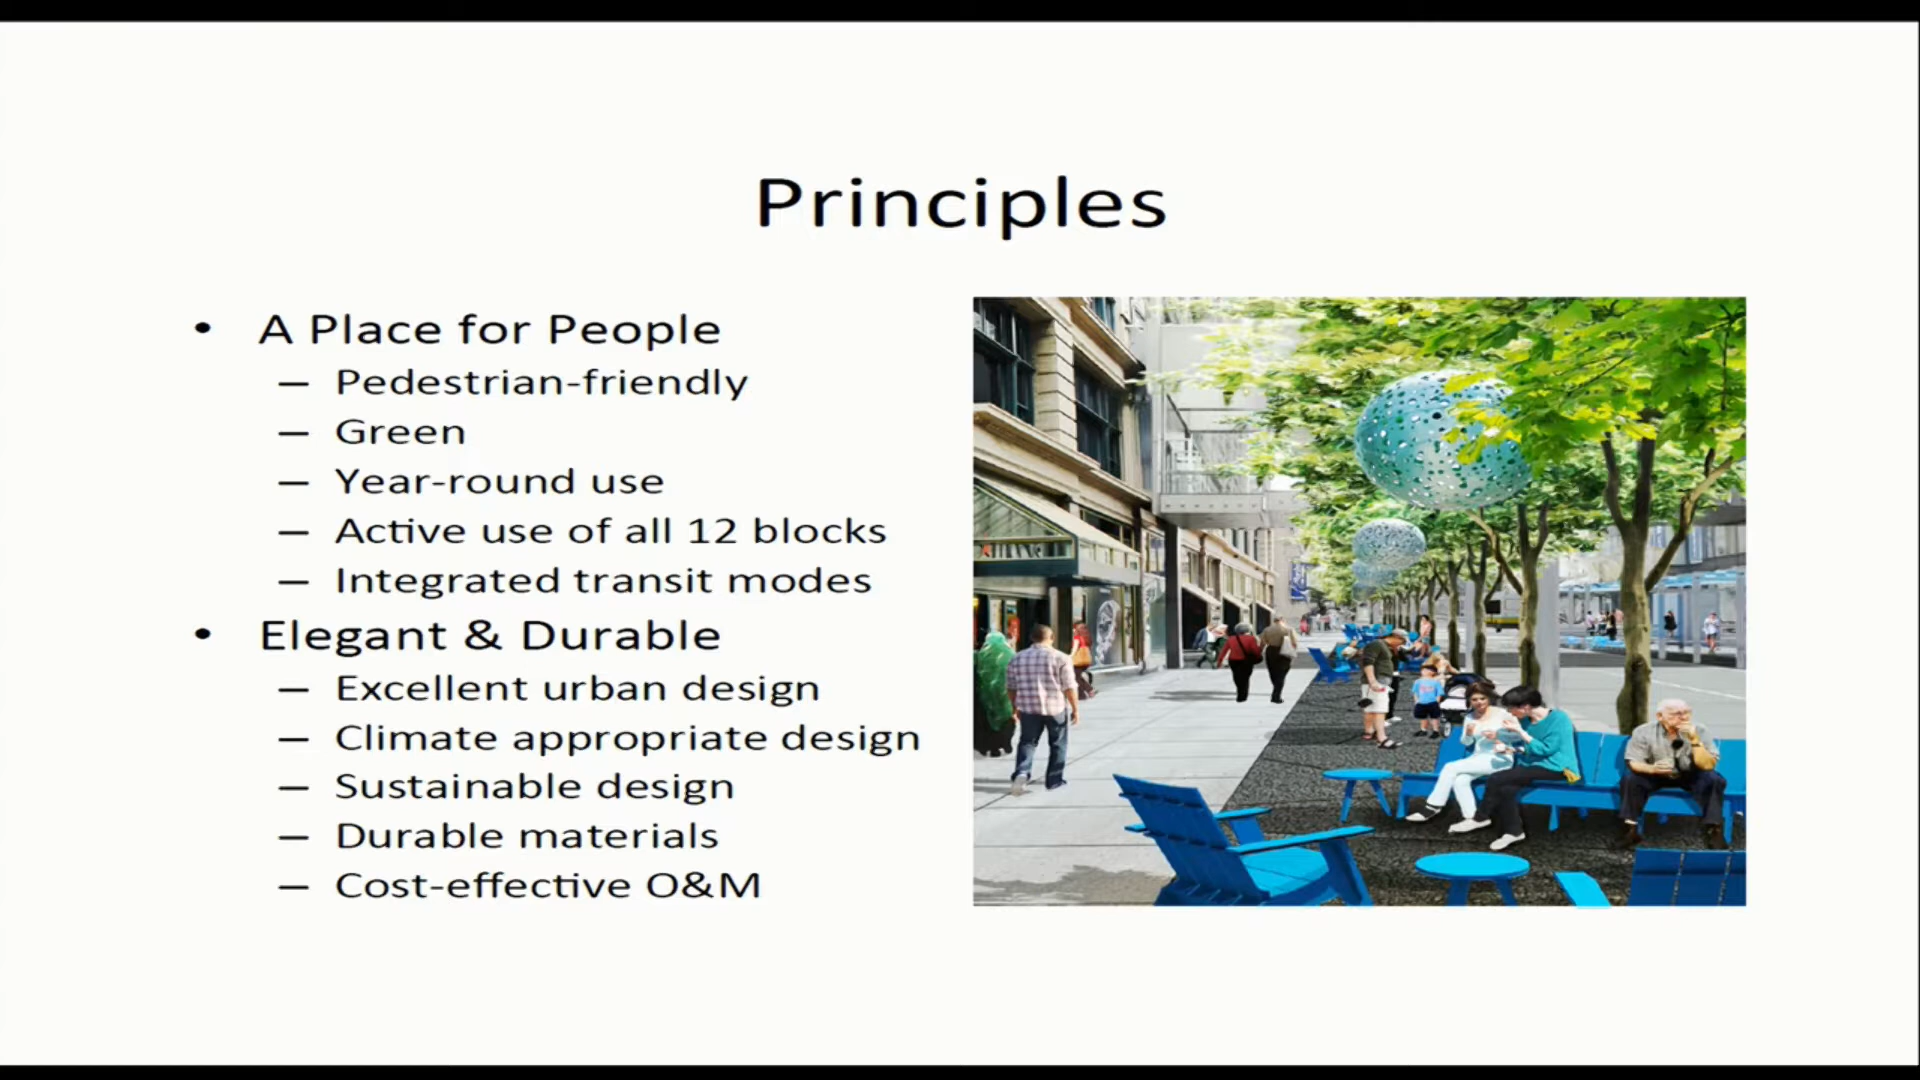 Principles
• A Place for People
– Pedestrian-friendly
– Green
– Year-round use
– Active use of all 12 blocks
– Integrated transit modes
• Elegant & Durable
– Excellent urban design
– Climate appropriate design
– Sustainable design
– Durable materials
– Cost-effective O&M